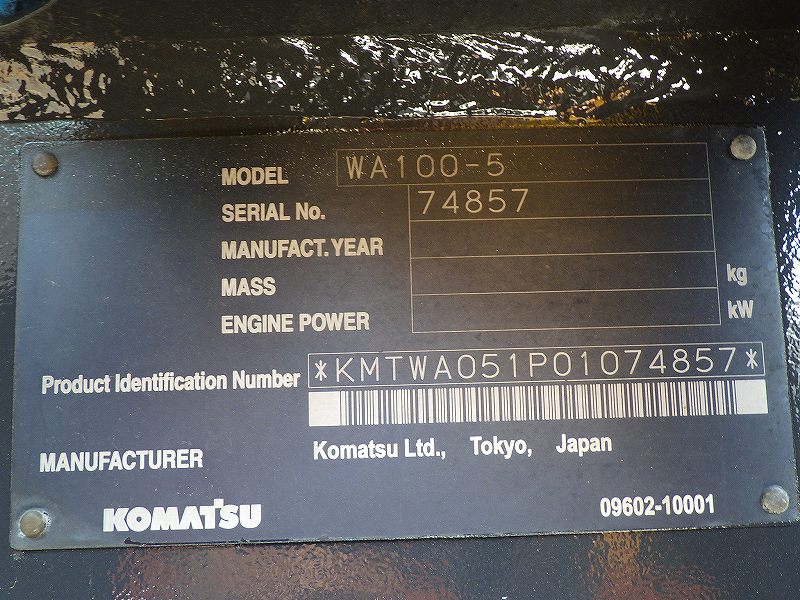 MODEL WA100-5
SERIAL No. 74857
MANUFACT. YEAR
MASS kg
ENGINE POWER kW
Product Identification Number *KMTWA051P01074857*
MANUFACTURER Komatsu Ltd., Tokyo, Japan
KOMATSU 09602-10001